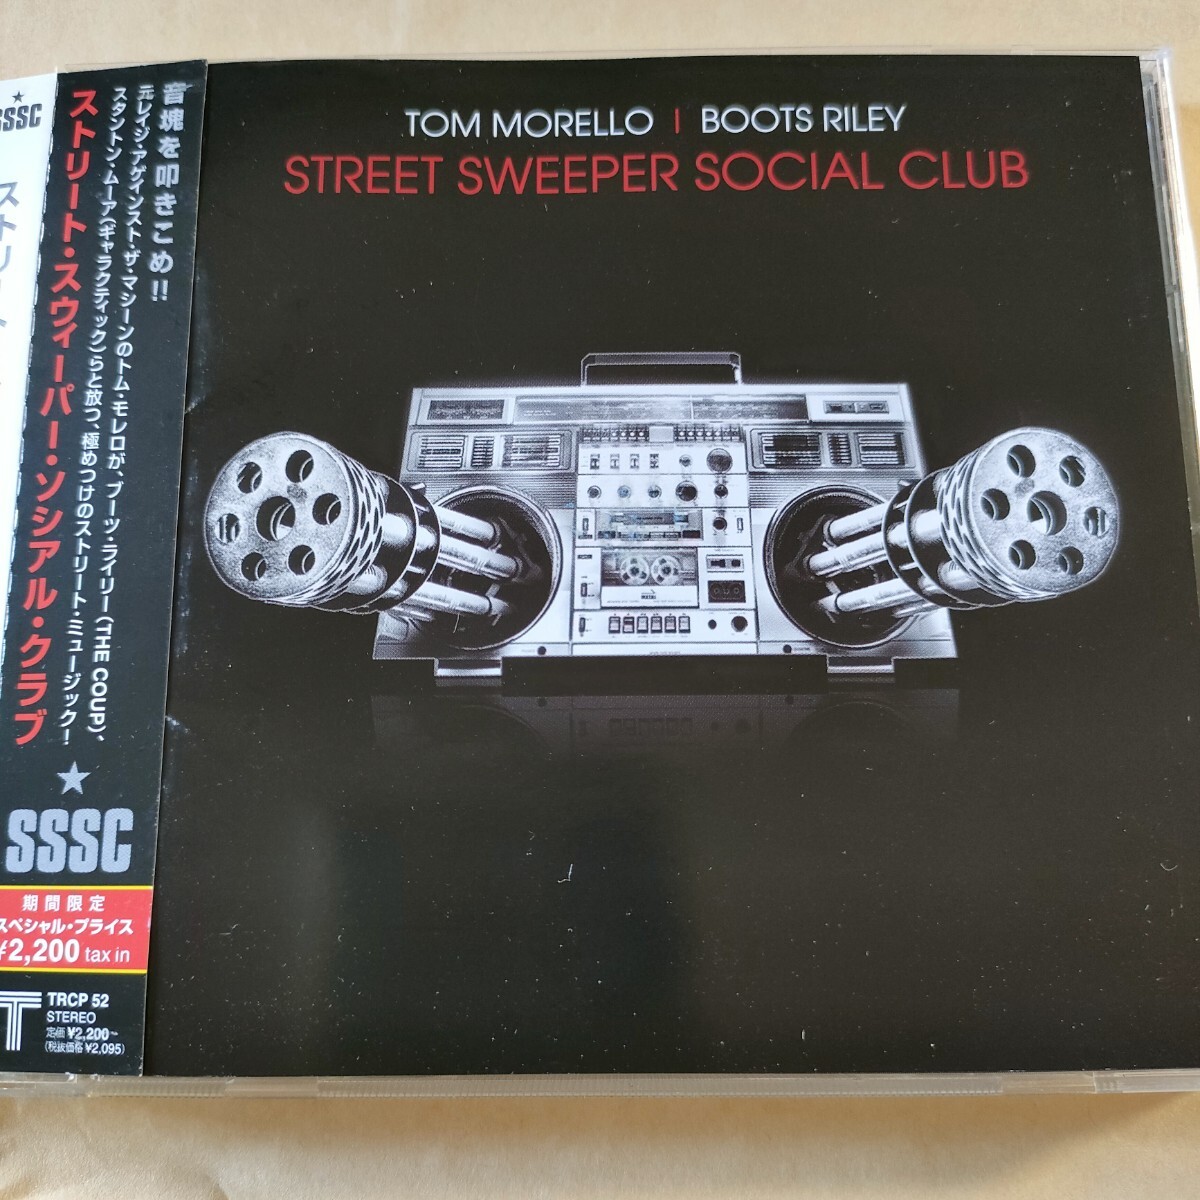 TOM MORELLO | BOOTS RILEY
STREET SWEEPER SOCIAL CLUB
SSSC
音塊を叩きこめ!!
元レイジ・アゲインスト・ザ・マシーンのトム・モレロが、ブーツ・ライリー(THE COUP)、
スタントン・ムーア(ギャラクティック)らと放つ、極めつけのストリート・ミュージック!
ストリート・スウィーパー・ソシアル・クラブ
SSSC
期間限定
スペシャル・プライス
¥2,200 tax in
TRCP 52
STEREO
定価 ¥2,200
(税抜価格 ¥2,095)
ストリート